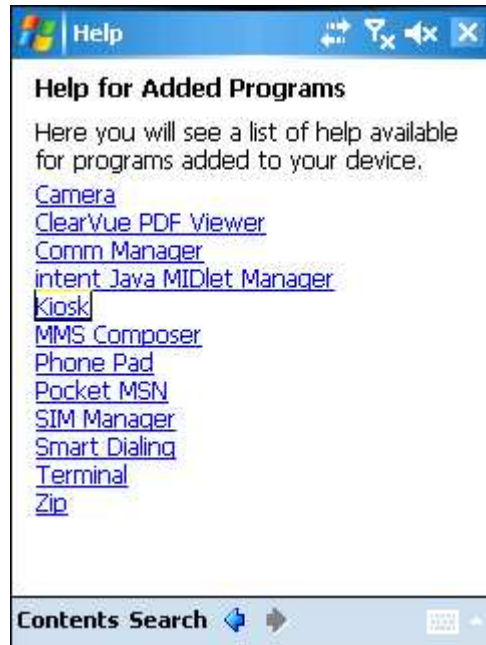 Help
Help for Added Programs
Here you will see a list of help available
for programs added to your device.
Camera
ClearVue PDF Viewer
Comm Manager
intent Java MIDlet Manager
Kiosk
MMS Composer
Phone Pad
Pocket MSN
SIM Manager
Smart Dialing
Terminal
Zip
Contents Search